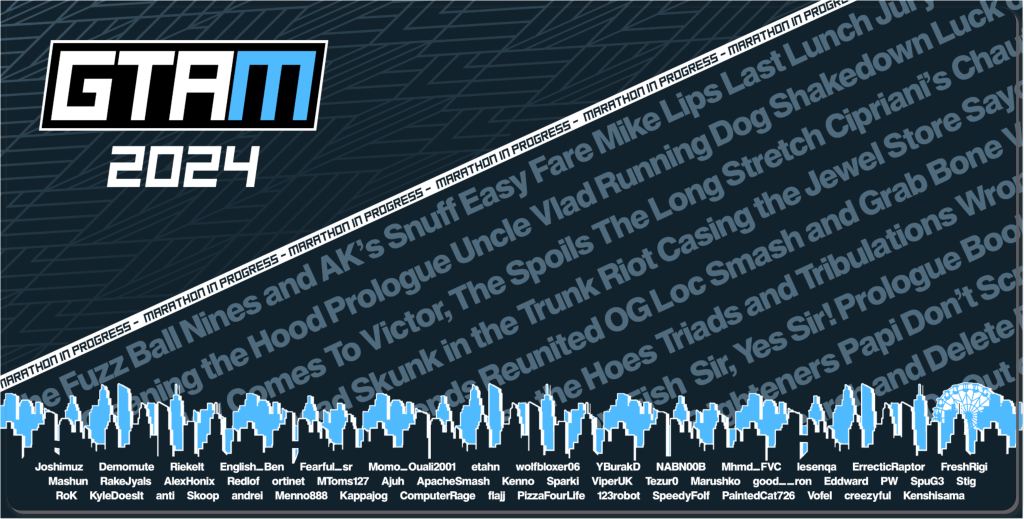 GTAM
2024
MARATHON IN PROGRESS - MARATHON IN PROGRESS - MARATHON IN PROGRESS - MARATHON IN PROGRESS - MARATHON IN PROGRESS - MARATHON IN PROGRESS -
Fuzz Ball Nines and AK's Snuff Easy Fare Mike Lips Last Lunch Jury
the Hood Prologue Uncle Vlad Running Dog Shakedown Luck
Comes To Victor, The Spoils The Long Stretch Cipriani's
Skunk in the Trunk Riot Casing the Jewel Store
Reunited OG Loc Smash and Grab Bone
the Hoes Triads and Tribulations
Sir, Yes Sir! Prologue
Papi Don't
and Delete
Joshimuz Demomute Riekelt English_Ben Fearful_sr Momo_Ouali2001 etahn wolfbloxer06 YBurakD NABN00B Mhmd_FVC lesenqa ErrecticRaptor FreshRigi
Mashun RakeJyals AlexHonix Redlof ortinet MToms127 Ajuh ApacheSmash Kenno Sparki ViperUK Tezur0 Marushko good__ron Eddward PW SpuG3 Stig
RoK KyleDoesIt anti Skoop andrei Menno888 Kappajog ComputerRage flajj PizzaFourLife 123robot SpeedyFolf PaintedCat726 Vofel creezyful Kenshisama